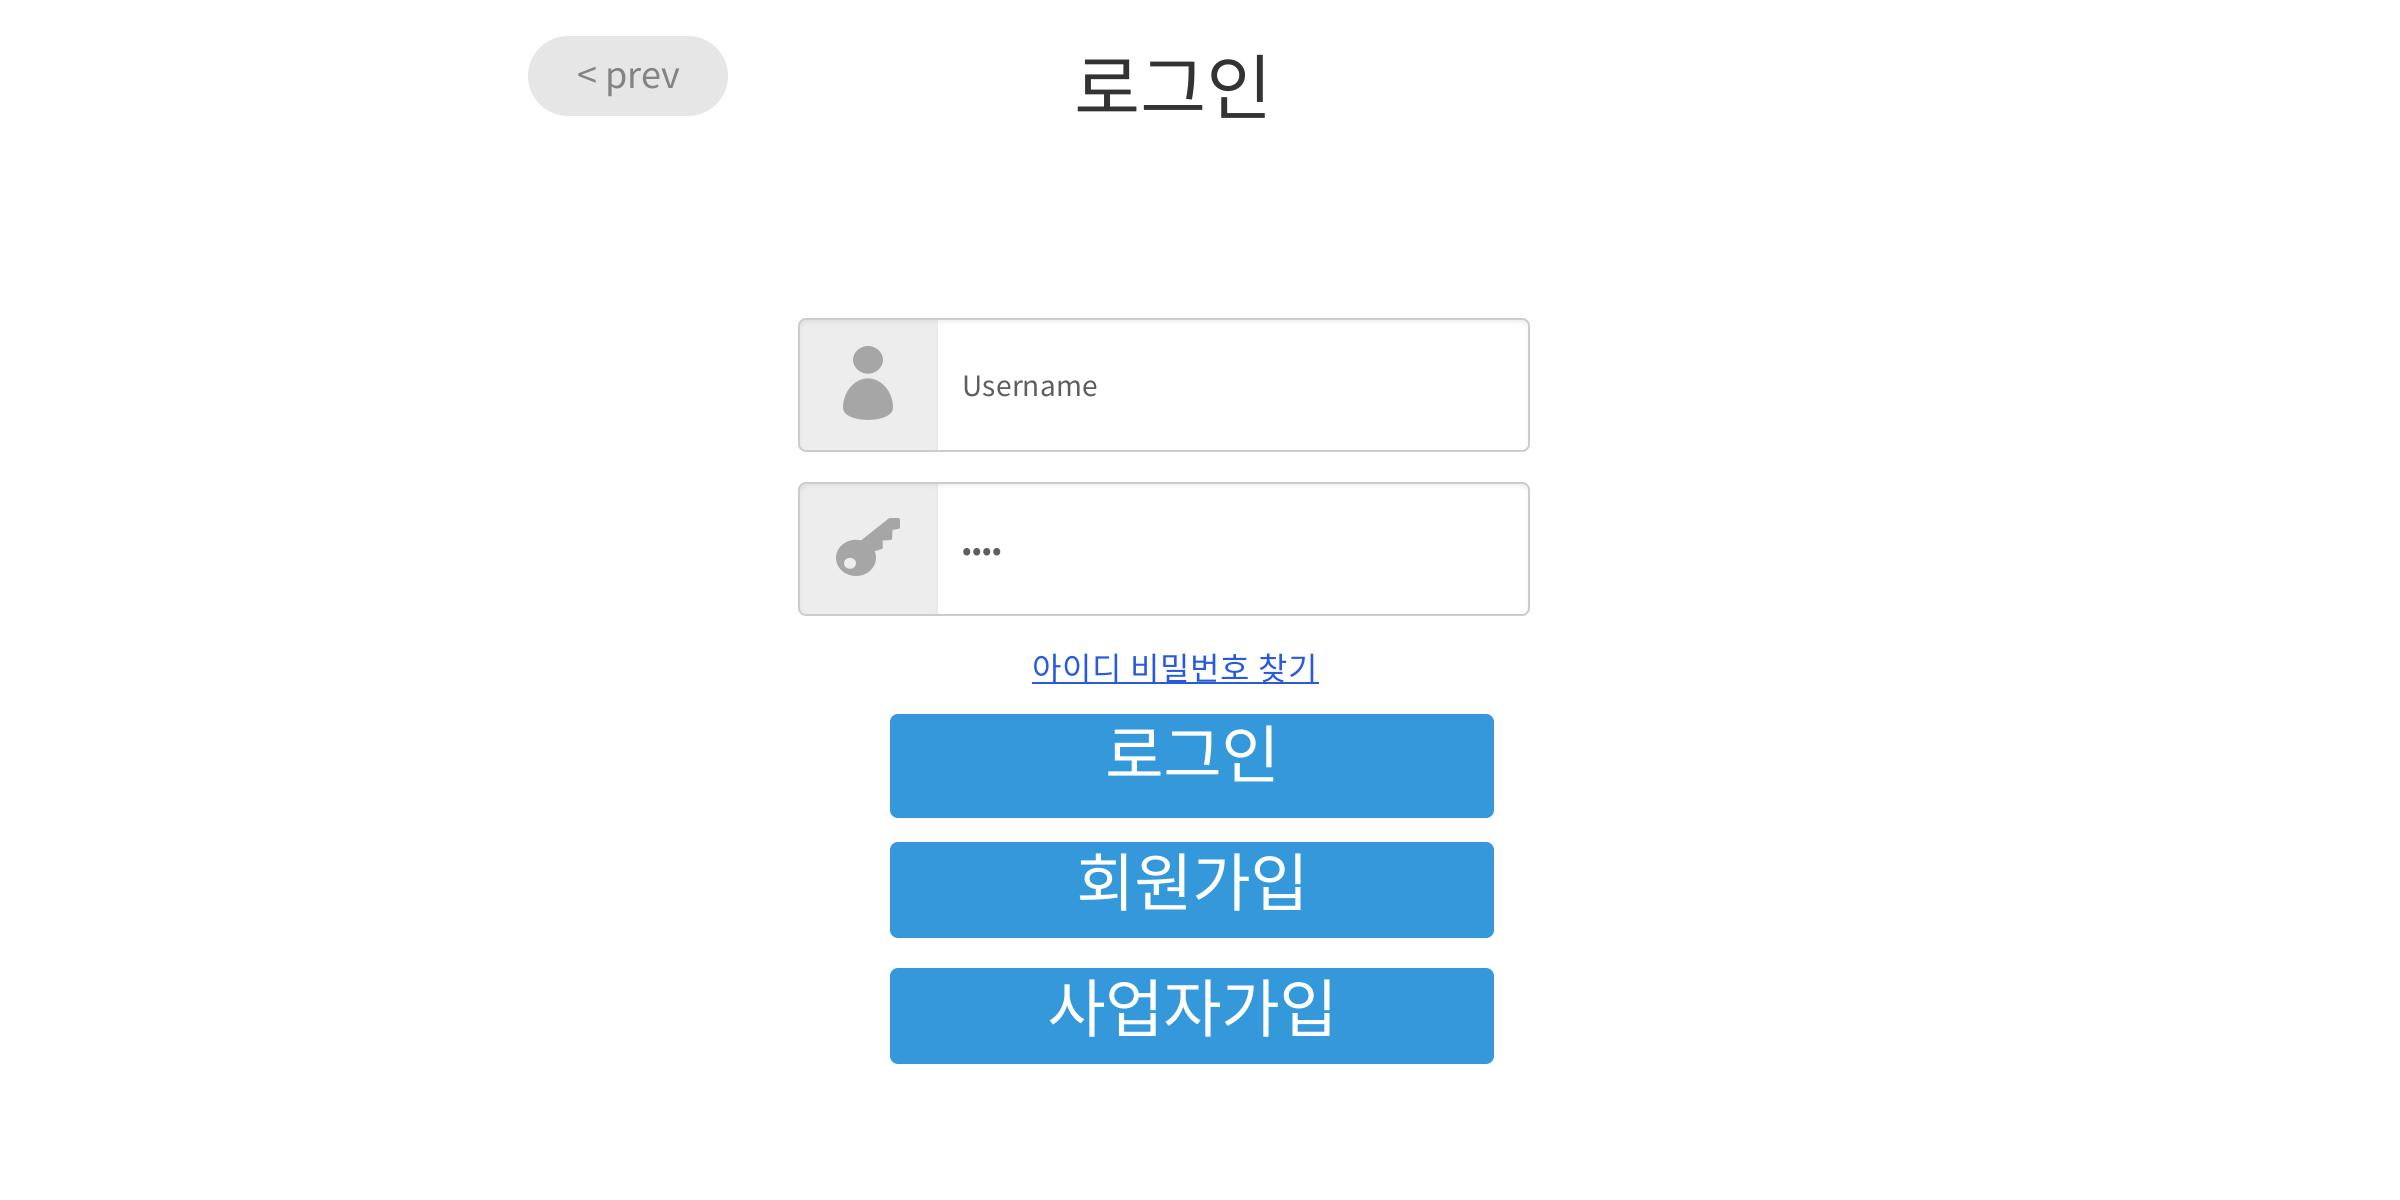 < prev
로그인
Username
••••
아이디 비밀번호 찾기
로그인
회원가입
사업자가입